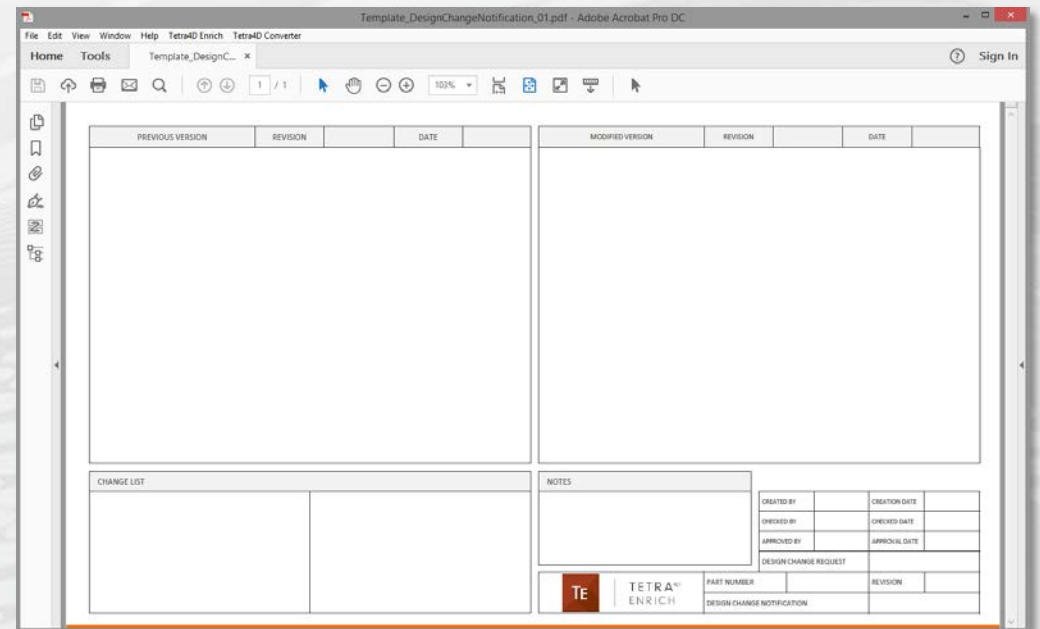 Template_DesignChangeNotification_01.pdf - Adobe Acrobat Pro DC
File Edit View Window Help Tetra4D Enrich Tetra4D Converter
Home Tools Template_DesignC... × Sign In
1 / 1 103%
PREVIOUS VERSION REVISION DATE
MODIFIED VERSION REVISION DATE
CHANGE LIST
NOTES
CREATED BY CREATION DATE
CHECKED BY CHECKED DATE
APPROVED BY APPROVAL DATE
DESIGN CHANGE REQUEST
PART NUMBER REVISION
DESIGN CHANGE NOTIFICATION
TE
TETRA4D
ENRICH